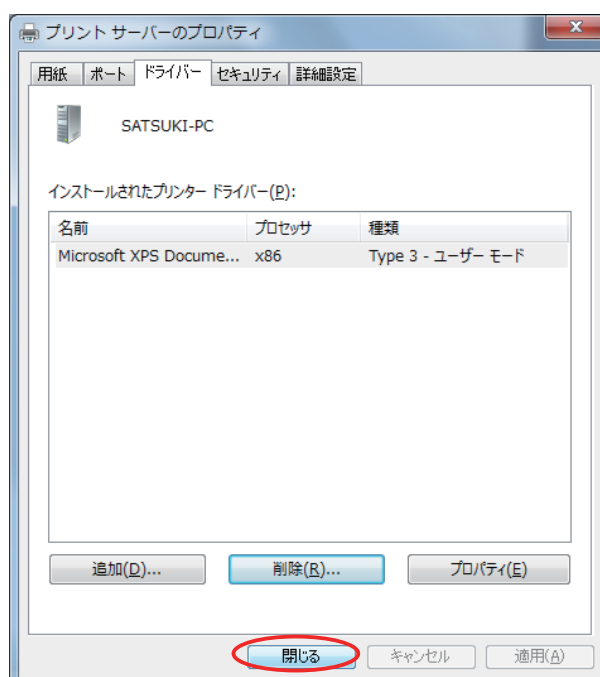 プリント サーバーのプロパティ
用紙 ポート ドライバー セキュリティ 詳細設定
SATSUKI-PC
インストールされたプリンター ドライバー(P):
名前 プロセッサ 種類
Microsoft XPS Docume... x86 Type 3 - ユーザー モード
追加(D)... 削除(R)... プロパティ(E)
閉じる キャンセル 適用(A)